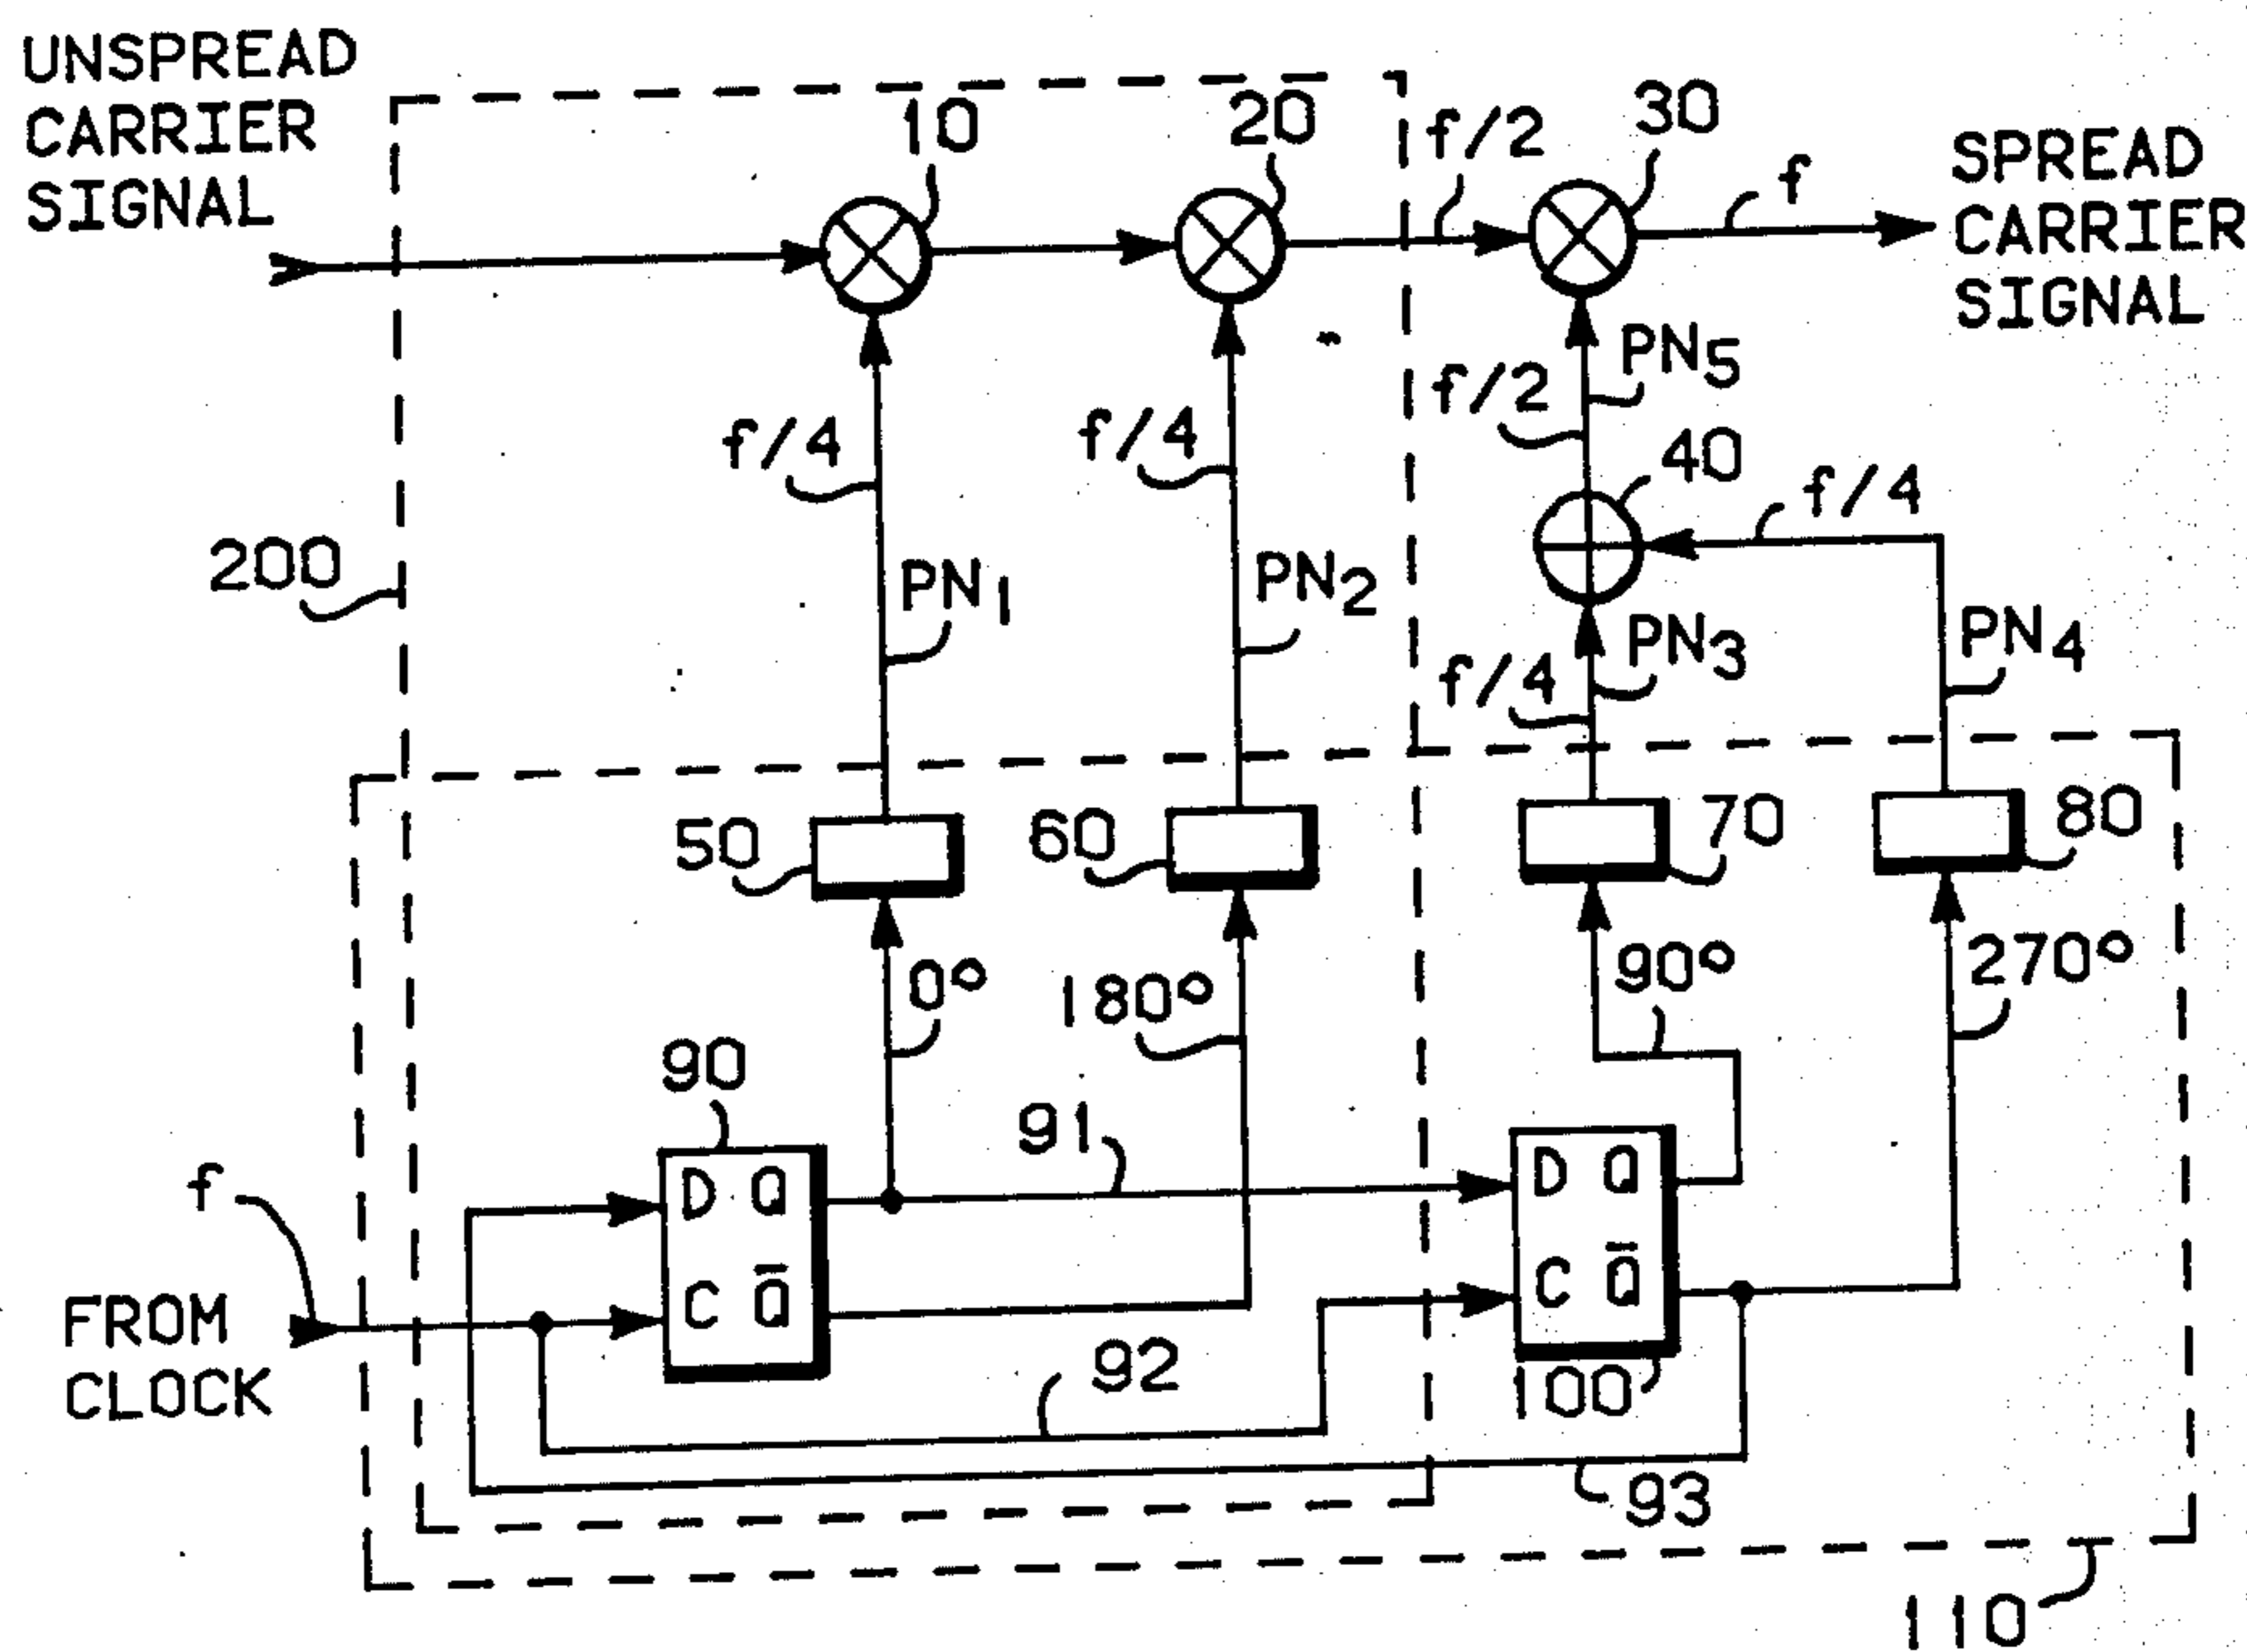 UNSPREAD
CARRIER
SIGNAL
10
20
f/2
30
f
SPREAD
CARRIER
SIGNAL
PN5
f/2
f/4
f/4
40
f/4
200
PN1
PN2
PN3
PN4
f/4
50
60
70
80
0°
180°
90°
270°
90
91
D Q
C Q̅
D Q
C Q̅
f
FROM
CLOCK
92
100
93
110